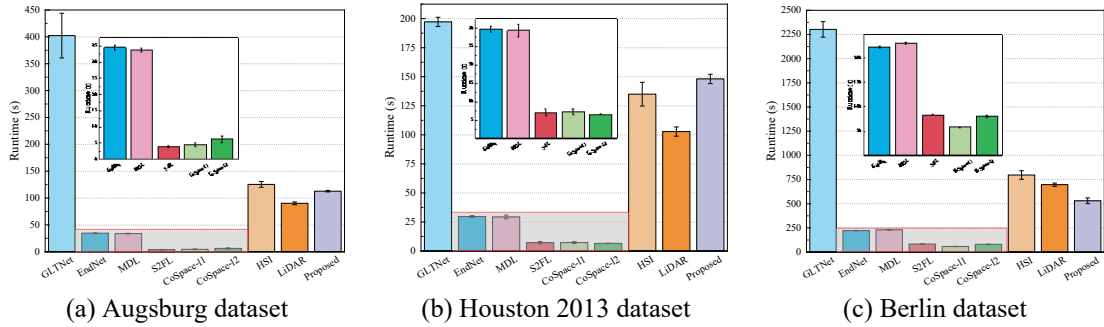 450
400
350
300
250
200
150
100
50
0
Runtime (s)
GLTNet
EndNet
MDL
S2FL
CoSpace-l1
CoSpace-l2
HSI
LiDAR
Proposed
(a) Augsburg dataset
200
175
150
125
100
75
50
25
0
Runtime (s)
GLTNet
EndNet
MDL
S2FL
CoSpace-l1
CoSpace-l2
HSI
LiDAR
Proposed
(b) Houston 2013 dataset
2750
2500
2250
2000
1750
1500
1250
1000
750
500
250
0
Runtime (s)
GLTNet
EndNet
MDL
S2FL
CoSpace-l1
CoSpace-l2
HSI
LiDAR
Proposed
(c) Berlin dataset